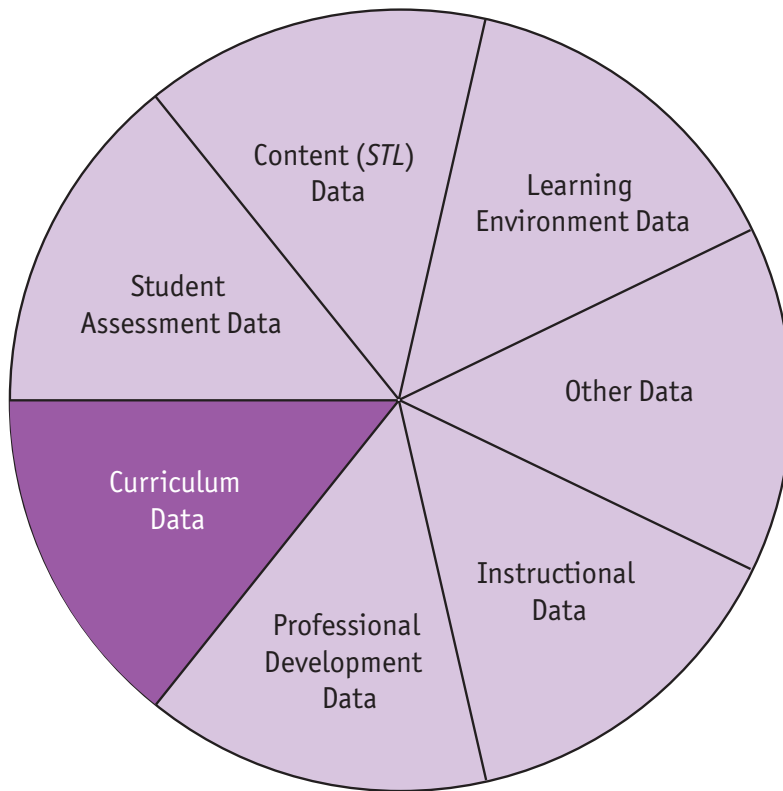 Content (STL)
Data
Learning
Environment Data
Student
Assessment Data
Other Data
Curriculum
Data
Instructional
Data
Professional
Development
Data